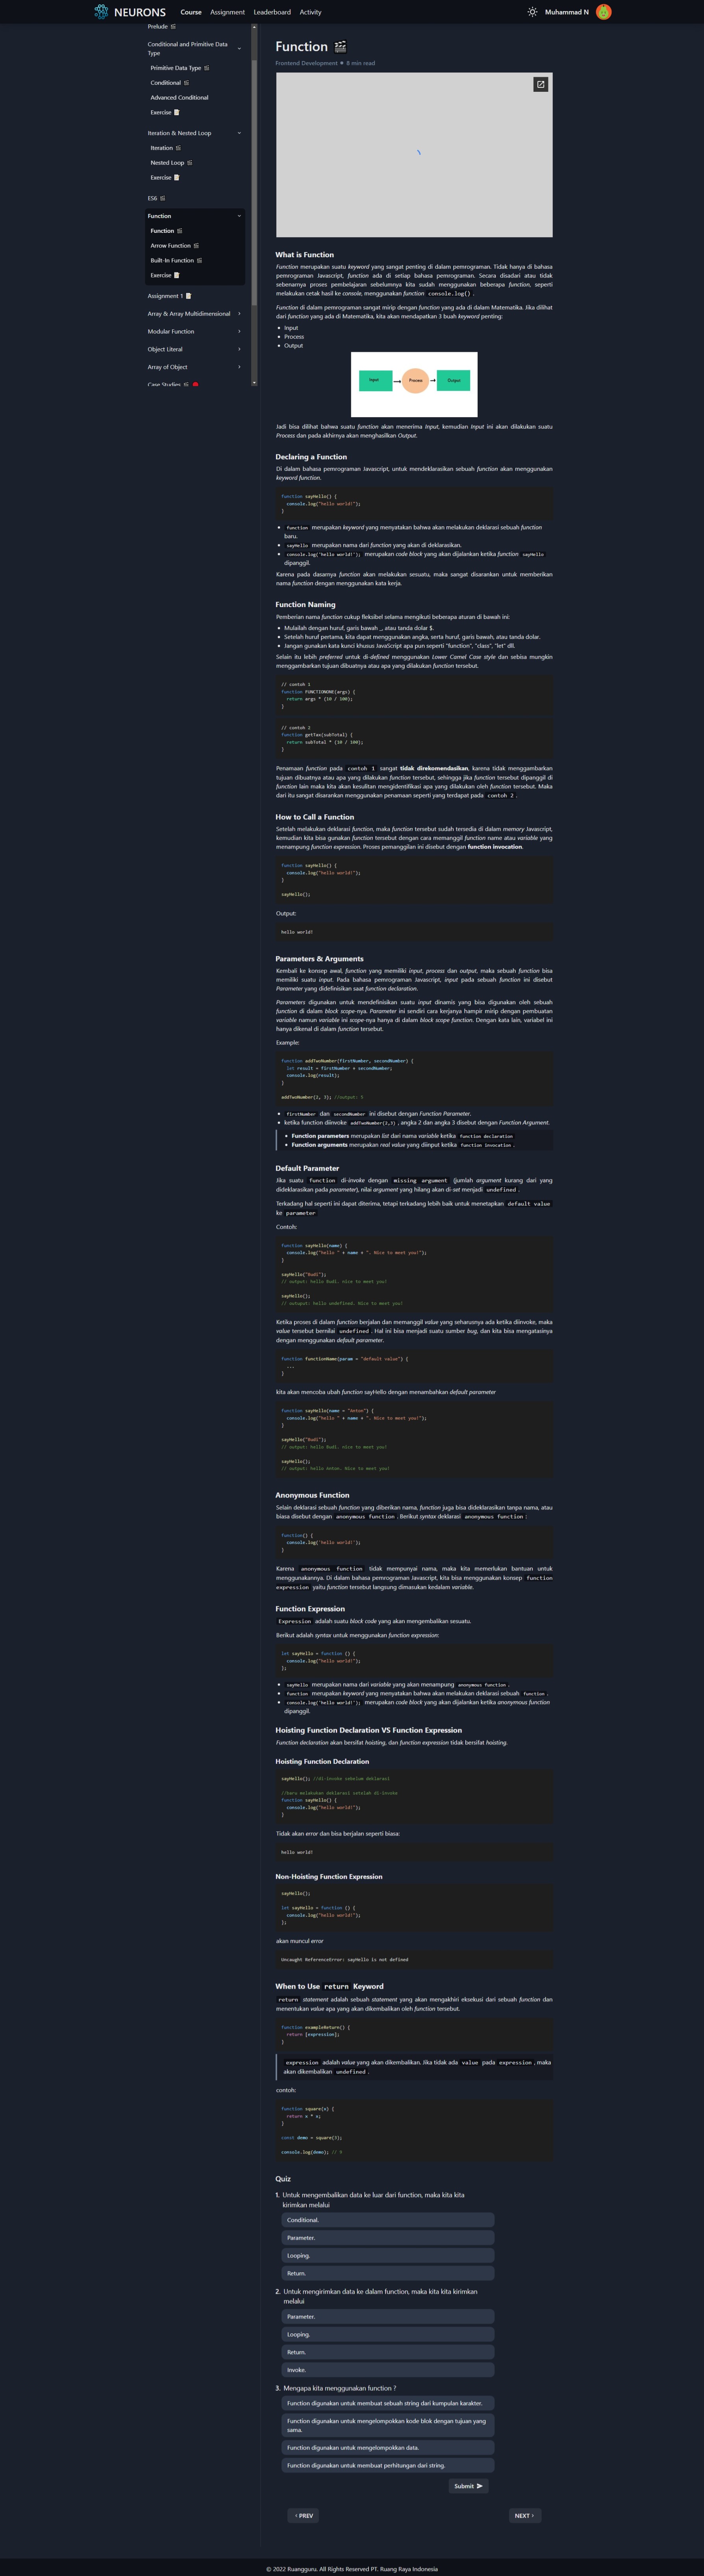 NEURONS
Course
Assignment
Leaderboard
Activity
Muhammad N
Prelude
Conditional and Primitive Data
Type
Primitive Data Type
Conditional
Advanced Conditional
Exercise
Iteration & Nested Loop
Iteration
Nested Loop
Exercise
ES6
Function
Function
Arrow Function
Built-In Function
Exercise
Assignment 1
Array & Array Multidimensional
Modular Function
Object Literal
Array of Object
Case Studies
Function
Frontend Development • 8 min read
What is Function
Function merupakan suatu keyword yang sangat penting di dalam pemrograman. Tidak hanya di bahasa
pemrograman Javascript, function ada di setiap bahasa pemrograman. Secara disadari atau tidak
sebenarnya proses pembelajaran sebelumnya kita sudah menggunakan beberapa function, seperti
melakukan cetak hasil ke console, menggunakan function console.log() .
Function di dalam pemrograman sangat mirip dengan function yang ada di dalam Matematika. Jika dilihat
dari function yang ada di Matematika, kita akan mendapatkan 3 buah keyword penting:
• Input
• Process
• Output
Input
Process
Output
Jadi bisa dilihat bahwa suatu function akan menerima Input, kemudian Input ini akan dilakukan suatu
Process dan pada akhirnya akan menghasilkan Output.
Declaring a Function
Di dalam bahasa pemrograman Javascript, untuk mendeklarasikan sebuah function akan menggunakan
keyword function.
function sayHello() {
console.log("hello world!");
}
• function merupakan keyword yang menyatakan bahwa akan melakukan deklarasi sebuah function
baru.
• sayHello merupakan nama dari function yang akan di deklarasikan.
• console.log('hello world!'); merupakan code block yang akan dijalankan ketika function sayHello
dipanggil.
Karena pada dasarnya function akan melakukan sesuatu, maka sangat disarankan untuk memberikan
nama function dengan menggunakan kata kerja.
Function Naming
Pemberian nama function cukup fleksibel selama mengikuti beberapa aturan di bawah ini:
• Mulailah dengan huruf, garis bawah _, atau tanda dolar $.
• Setelah huruf pertama, kita dapat menggunakan angka, serta huruf, garis bawah, atau tanda dolar.
• Jangan gunakan kata kunci khusus JavaScript apa pun seperti "function", "class", "let" dll.
Selain itu lebih preferred untuk di-defined menggunakan Lower Camel Case style dan sebisa mungkin
menggambarkan tujuan dibuatnya atau apa yang dilakukan function tersebut.
// contoh 1
function FUNCTIONONE(args) {
return args * (10 / 100);
}
// contoh 2
function getTax(subTotal) {
return subTotal * (10 / 100);
}
Penamaan function pada contoh 1 sangat tidak direkomendasikan, karena tidak menggambarkan
tujuan dibuatnya atau apa yang dilakukan function tersebut, sehingga jika function tersebut dipanggil di
function lain maka kita akan kesulitan mengidentifikasi apa yang dilakukan oleh function tersebut. Maka
dari itu sangat disarankan menggunakan penamaan seperti yang terdapat pada contoh 2 .
How to Call a Function
Setelah melakukan deklarasi function, maka function tersebut sudah tersedia di dalam memory Javascript,
kemudian kita bisa gunakan function tersebut dengan cara memanggil function name atau variable yang
menampung function expression. Proses pemanggilan ini disebut dengan function invocation.
function sayHello() {
console.log("hello world!");
}
sayHello();
Output:
hello world!
Parameters & Arguments
Kembali ke konsep awal, function yang memiliki input, process dan output, maka sebuah function bisa
memiliki suatu input. Pada bahasa pemrograman Javascript, input pada sebuah function ini disebut
Parameter yang didefinisikan saat function declaration.
Parameters digunakan untuk mendefinisikan suatu input dinamis yang bisa digunakan oleh sebuah
function di dalam block scope-nya. Parameter ini sendiri cara kerjanya hampir mirip dengan pembuatan
variable namun variable ini scope-nya hanya di dalam block scope function. Dengan kata lain, variabel ini
hanya dikenal di dalam function tersebut.
Example:
function addTwoNumber(firstNumber, secondNumber) {
let result = firstNumber + secondNumber;
console.log(result);
}
addTwoNumber(2, 3); //output: 5
• firstNumber dan secondNumber ini disebut dengan Function Parameter.
• ketika function diinvoke addTwoNumber(2,3) , angka 2 dan angka 3 disebut dengan Function Argument.
• Function parameters merupakan list dari nama variable ketika function declaration
• Function arguments merupakan real value yang diinput ketika function invocation .
Default Parameter
Jika suatu function di-invoke dengan missing argument (jumlah argument kurang dari yang
dideklarasikan pada parameter), nilai argument yang hilang akan di-set menjadi undefined .
Terkadang hal seperti ini dapat diterima, tetapi terkadang lebih baik untuk menetapkan default value
ke parameter
Contoh:
function sayHello(name) {
console.log("hello " + name + ". Nice to meet you!");
}
sayHello("Budi");
// output: hello Budi. nice to meet you!
sayHello();
// outuput: hello undefined. Nice to meet you!
Ketika proses di dalam function berjalan dan memanggil value yang seharusnya ada ketika diinvoke, maka
value tersebut bernilai undefined . Hal ini bisa menjadi suatu sumber bug, dan kita bisa mengatasinya
dengan menggunakan default parameter.
function functionName(param = "default value") {
...
}
kita akan mencoba ubah function sayHello dengan menambahkan default parameter
function sayHello(name = "Anton") {
console.log("hello " + name + ". Nice to meet you!");
}
sayHello("Budi");
// output: hello Budi. nice to meet you!
sayHello();
// output: hello Anton. Nice to meet you!
Anonymous Function
Selain deklarasi sebuah function yang diberikan nama, function juga bisa dideklarasikan tanpa nama, atau
biasa disebut dengan anonymous function . Berikut syntax deklarasi anonymous function :
function() {
console.log('hello world!');
}
Karena anonymous function tidak mempunyai nama, maka kita memerlukan bantuan untuk
menggunakannya. Di dalam bahasa pemrograman Javascript, kita bisa menggunakan konsep function
expression yaitu function tersebut langsung dimasukan kedalam variable.
Function Expression
Expression adalah suatu block code yang akan mengembalikan sesuatu.
Berikut adalah syntax untuk menggunakan function expression:
let sayHello = function () {
console.log("hello world!");
};
• sayHello merupakan nama dari variable yang akan menampung anonymous function .
• function merupakan keyword yang menyatakan bahwa akan melakukan deklarasi sebuah function .
• console.log('hello world!'); merupakan code block yang akan dijalankan ketika anonymous function
dipanggil.
Hoisting Function Declaration VS Function Expression
Function declaration akan bersifat hoisting, dan function expression tidak bersifat hoisting.
Hoisting Function Declaration
sayHello(); //di-invoke sebelum deklarasi
//baru melakukan deklarasi setelah di-invoke
function sayHello() {
console.log("hello world!");
}
Tidak akan error dan bisa berjalan seperti biasa:
hello world!
Non-Hoisting Function Expression
sayHello();
let sayHello = function () {
console.log("hello world!");
};
akan muncul error
Uncaught ReferenceError: sayHello is not defined
When to Use return Keyword
return statement adalah sebuah statement yang akan mengakhiri eksekusi dari sebuah function dan
menentukan value apa yang akan dikembalikan oleh function tersebut.
function exampleReturn() {
return [expression];
}
expression adalah value yang akan dikembalikan. Jika tidak ada value pada expression , maka
akan dikembalikan undefined .
contoh:
function square(x) {
return x * x;
}
const demo = square(3);
console.log(demo); // 9
Quiz
1. Untuk mengembalikan data ke luar dari function, maka kita kita
kirimkan melalui
Conditional.
Parameter.
Looping.
Return.
2. Untuk mengirimkan data ke dalam function, maka kita kita kirimkan
melalui
Parameter.
Looping.
Return.
Invoke.
3. Mengapa kita menggunakan function ?
Function digunakan untuk membuat sebuah string dari kumpulan karakter.
Function digunakan untuk mengelompokkan kode blok dengan tujuan yang
sama.
Function digunakan untuk mengelompokkan data.
Function digunakan untuk membuat perhitungan dari string.
Submit
PREV
NEXT
© 2022 Ruangguru. All Rights Reserved PT. Ruang Raya Indonesia